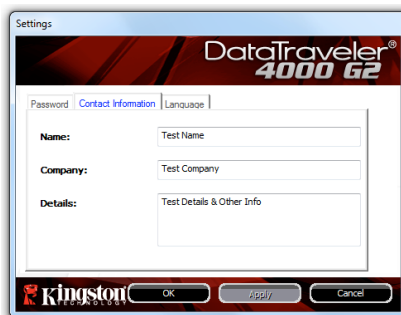 Settings
DataTraveler®
4000 G2
Password Contact Information Language
Name: Test Name
Company: Test Company
Details: Test Details & Other Info
Kingston
TECHNOLOGY
OK Apply Cancel